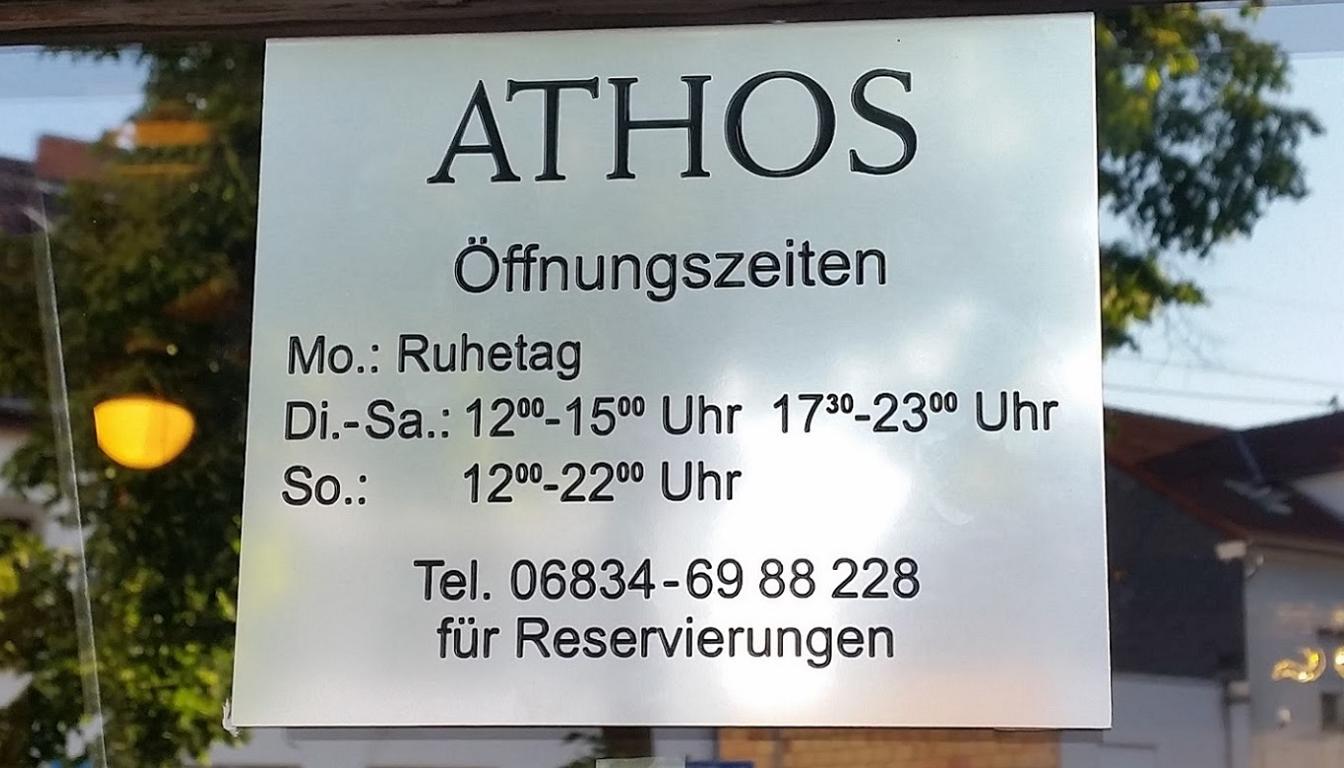 ATHOS
Öffnungszeiten
Mo.: Ruhetag
Di.-Sa.: 12⁰⁰-15⁰⁰ Uhr 17³⁰-23⁰⁰ Uhr
So.: 12⁰⁰-22⁰⁰ Uhr
Tel. 06834-69 88 228
für Reservierungen